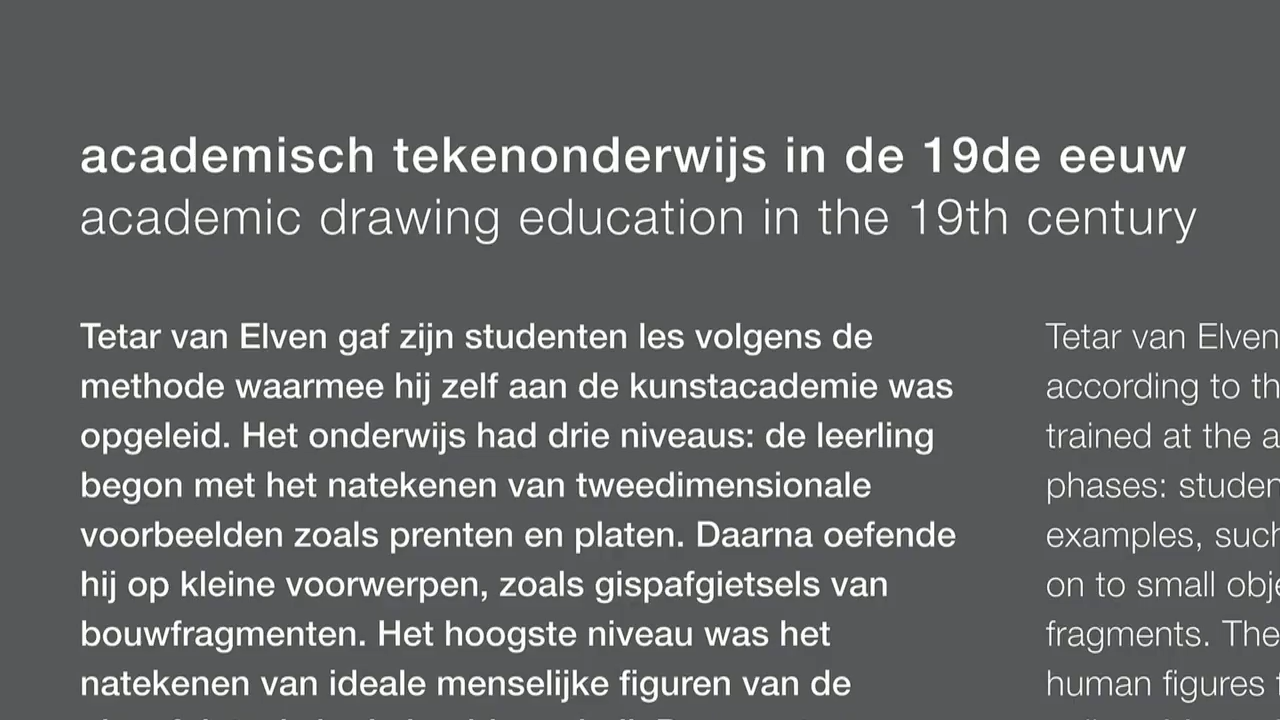 academisch tekenonderwijs in de 19de eeuw
academic drawing education in the 19th century
Tetar van Elven gaf zijn studenten les volgens de
methode waarmee hij zelf aan de kunstacademie was
opgeleid. Het onderwijs had drie niveaus: de leerling
begon met het natekenen van tweedimensionale
voorbeelden zoals prenten en platen. Daarna oefende
hij op kleine voorwerpen, zoals gispafgietsels van
bouwfragmenten. Het hoogste niveau was het
natekenen van ideale menselijke figuren van de
Tetar van Elven
according to th
trained at the a
phases: studen
examples, such
on to small obje
fragments. The
human figures